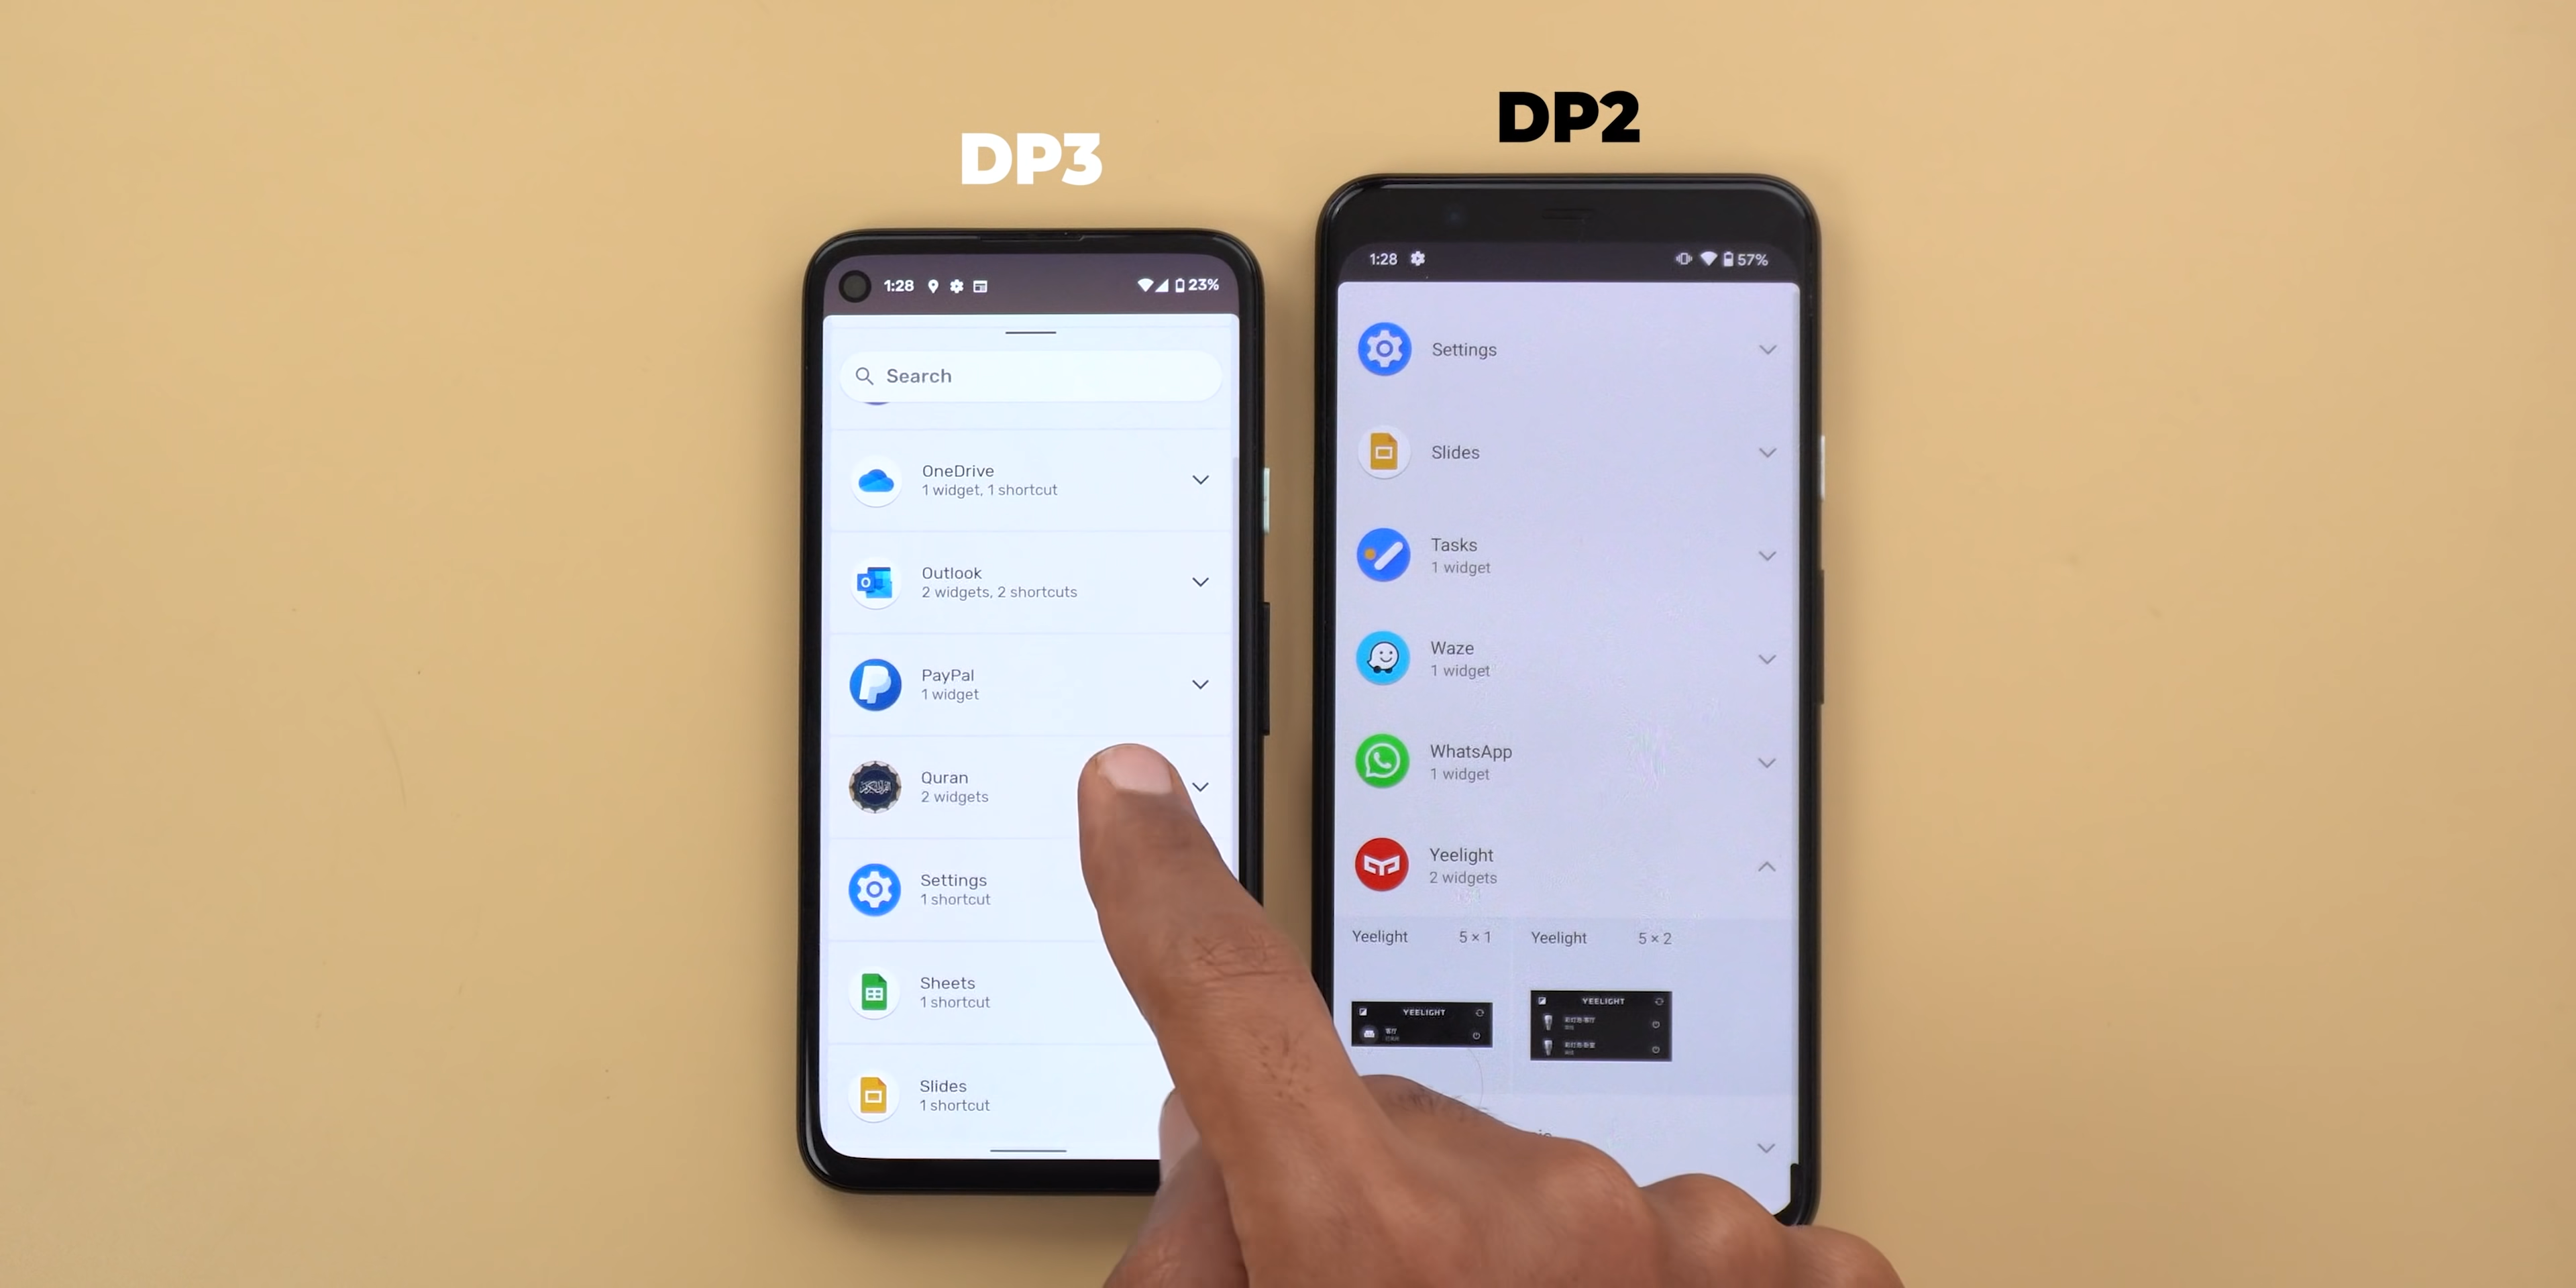 DP3
DP2
1:28
23%
Search
OneDrive
1 widget, 1 shortcut
Outlook
2 widgets, 2 shortcuts
PayPal
1 widget
Quran
2 widgets
Settings
1 shortcut
Sheets
1 shortcut
Slides
1 shortcut
1:28
57%
Settings
Slides
Tasks
1 widget
Waze
1 widget
WhatsApp
1 widget
Yeelight
2 widgets
Yeelight 5 × 1
Yeelight 5 × 2
YEELIGHT
YEELIGHT